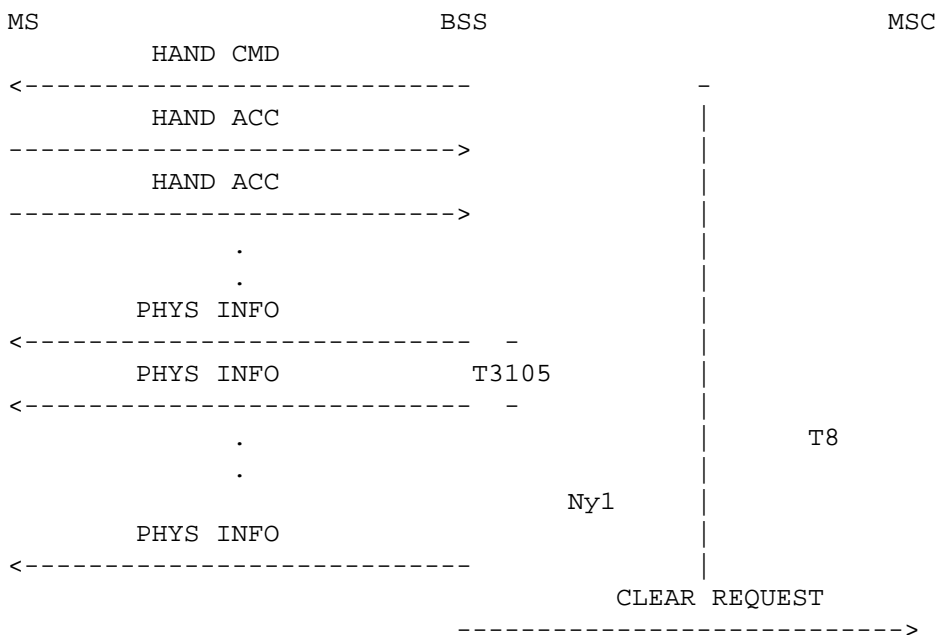 MS BSS MSC
HAND CMD
<---------------------------- -
HAND ACC |
----------------------------> |
HAND ACC |
----------------------------> |
. |
. |
PHYS INFO |
<---------------------------- - |
PHYS INFO T3105 |
<---------------------------- - |
. | T8
. |
Ny1 |
PHYS INFO |
<---------------------------- |
CLEAR REQUEST
---------------------------->